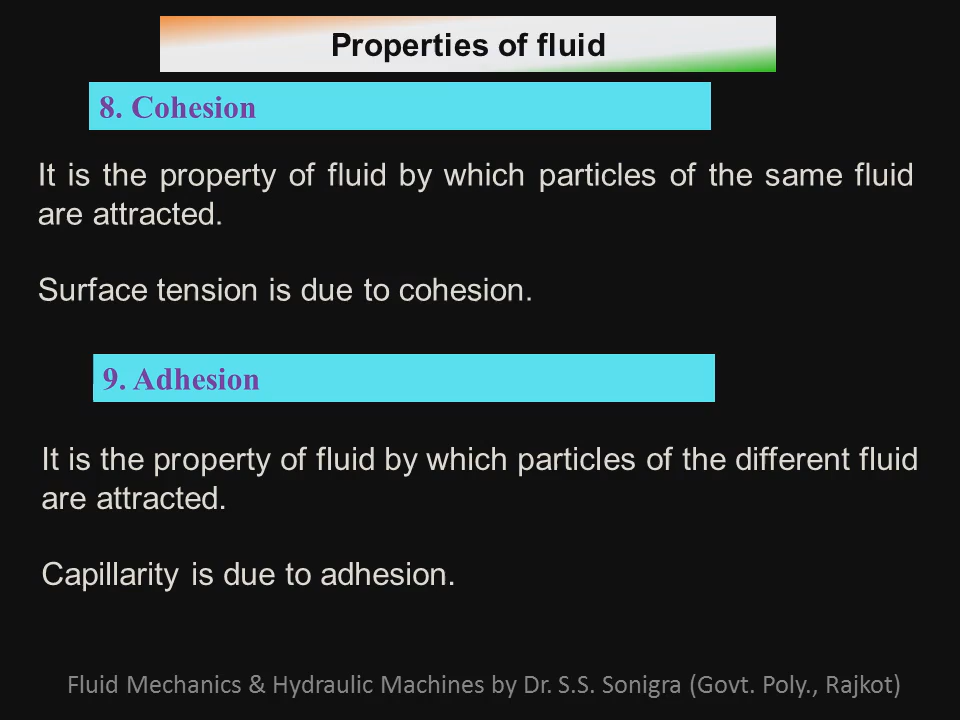 Properties of fluid
8. Cohesion
It is the property of fluid by which particles of the same fluid
are attracted.
Surface tension is due to cohesion.
9. Adhesion
It is the property of fluid by which particles of the different fluid
are attracted.
Capillarity is due to adhesion.
Fluid Mechanics & Hydraulic Machines by Dr. S.S. Sonigra (Govt. Poly., Rajkot)